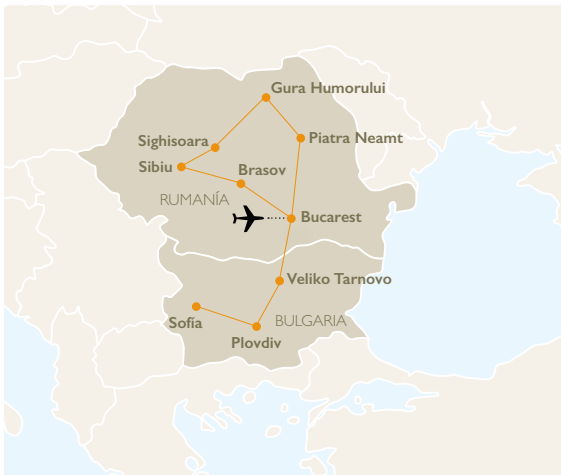 Gura Humorului
Piatra Neamt
Sighisoara
Sibiu
Brasov
RUMANÍA
Bucarest
Veliko Tarnovo
Sofía
BULGARIA
Plovdiv